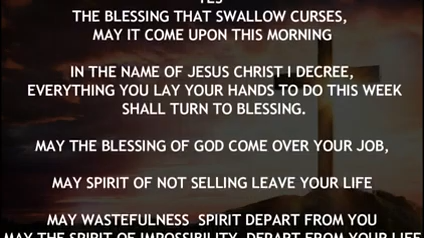 YES
THE BLESSING THAT SWALLOW CURSES,
MAY IT COME UPON THIS MORNING
IN THE NAME OF JESUS CHRIST I DECREE,
EVERYTHING YOU LAY YOUR HANDS TO DO THIS WEEK
SHALL TURN TO BLESSING.
MAY THE BLESSING OF GOD COME OVER YOUR JOB,
MAY SPIRIT OF NOT SELLING LEAVE YOUR LIFE
MAY WASTEFULNESS SPIRIT DEPART FROM YOU
MAY THE SPIRIT OF IMPOSSIBILITY DEPART FROM YOUR LIFE